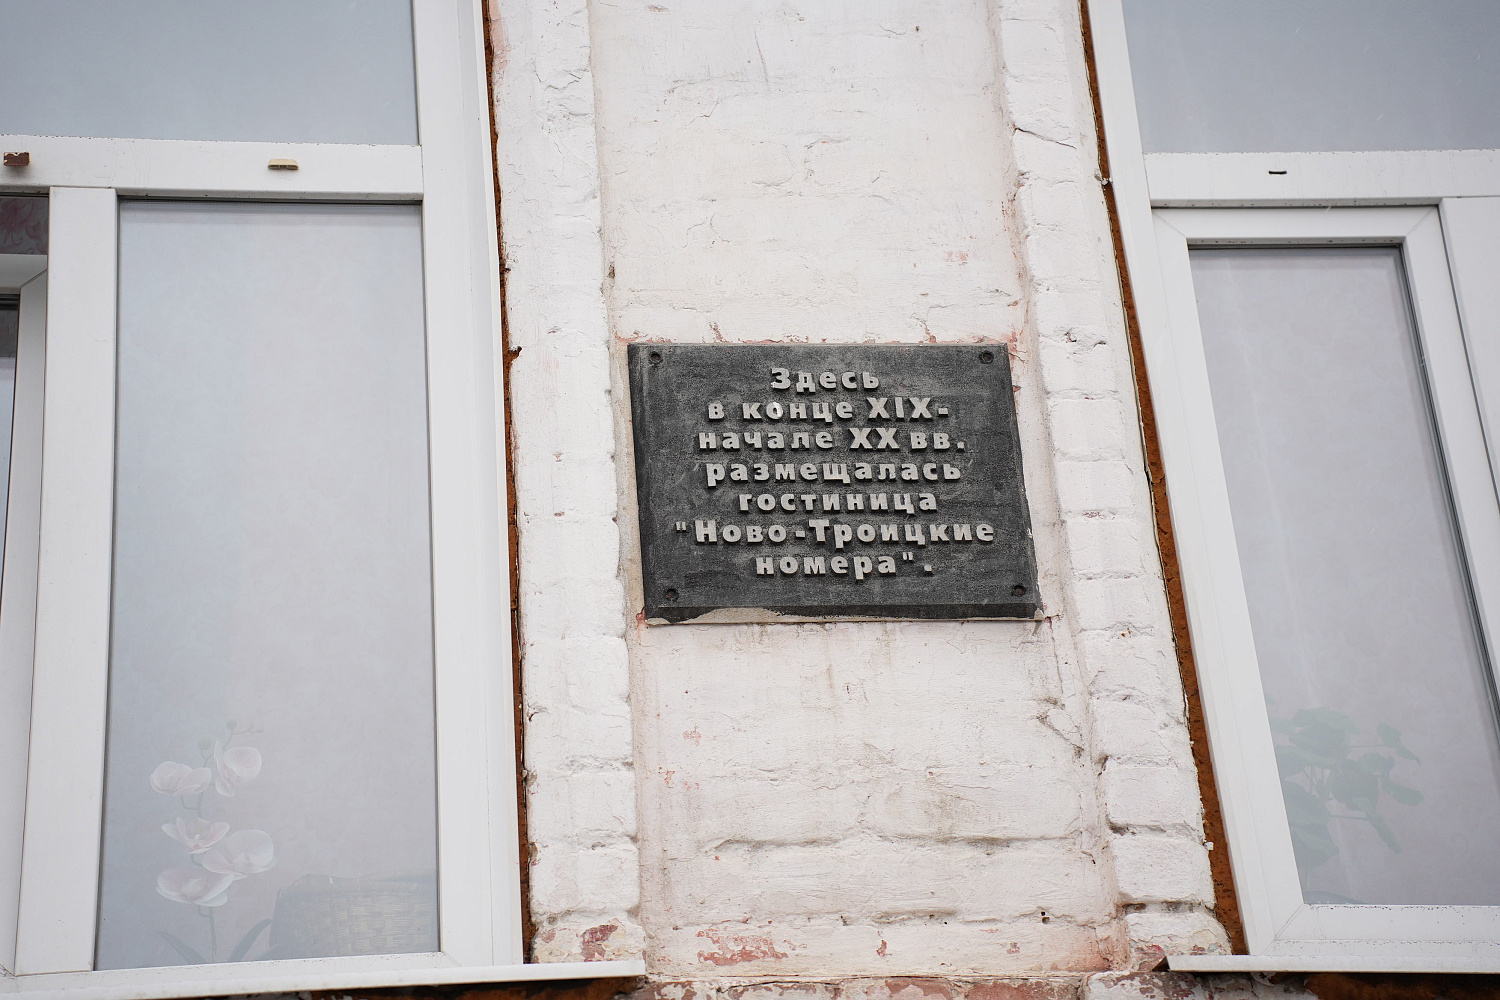 Здесь
в конце XIX-
начале XX вв.
размещалась
гостиница
"Ново-Троицкие
номера".